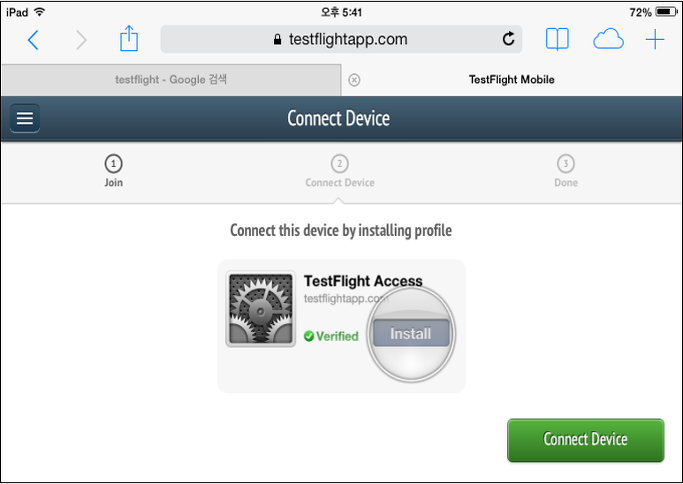 iPad 오후 5:41 72%
testflightapp.com
testflight - Google 검색 TestFlight Mobile
Connect Device
1 2 3
Join Connect Device Done
Connect this device by installing profile
TestFlight Access
testflightapp.com
Verified Install
Connect Device